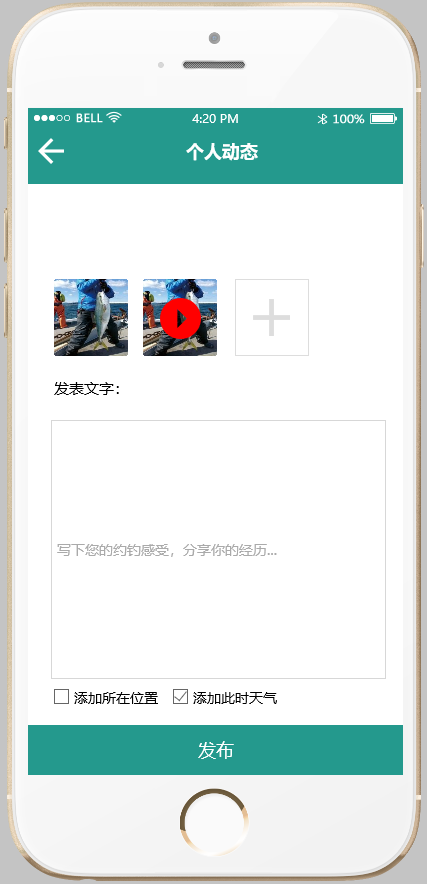 BELL 4:20 PM 100%
个人动态
发表文字：
写下您的约钓感受，分享你的经历...
添加所在位置 添加此时天气
发布